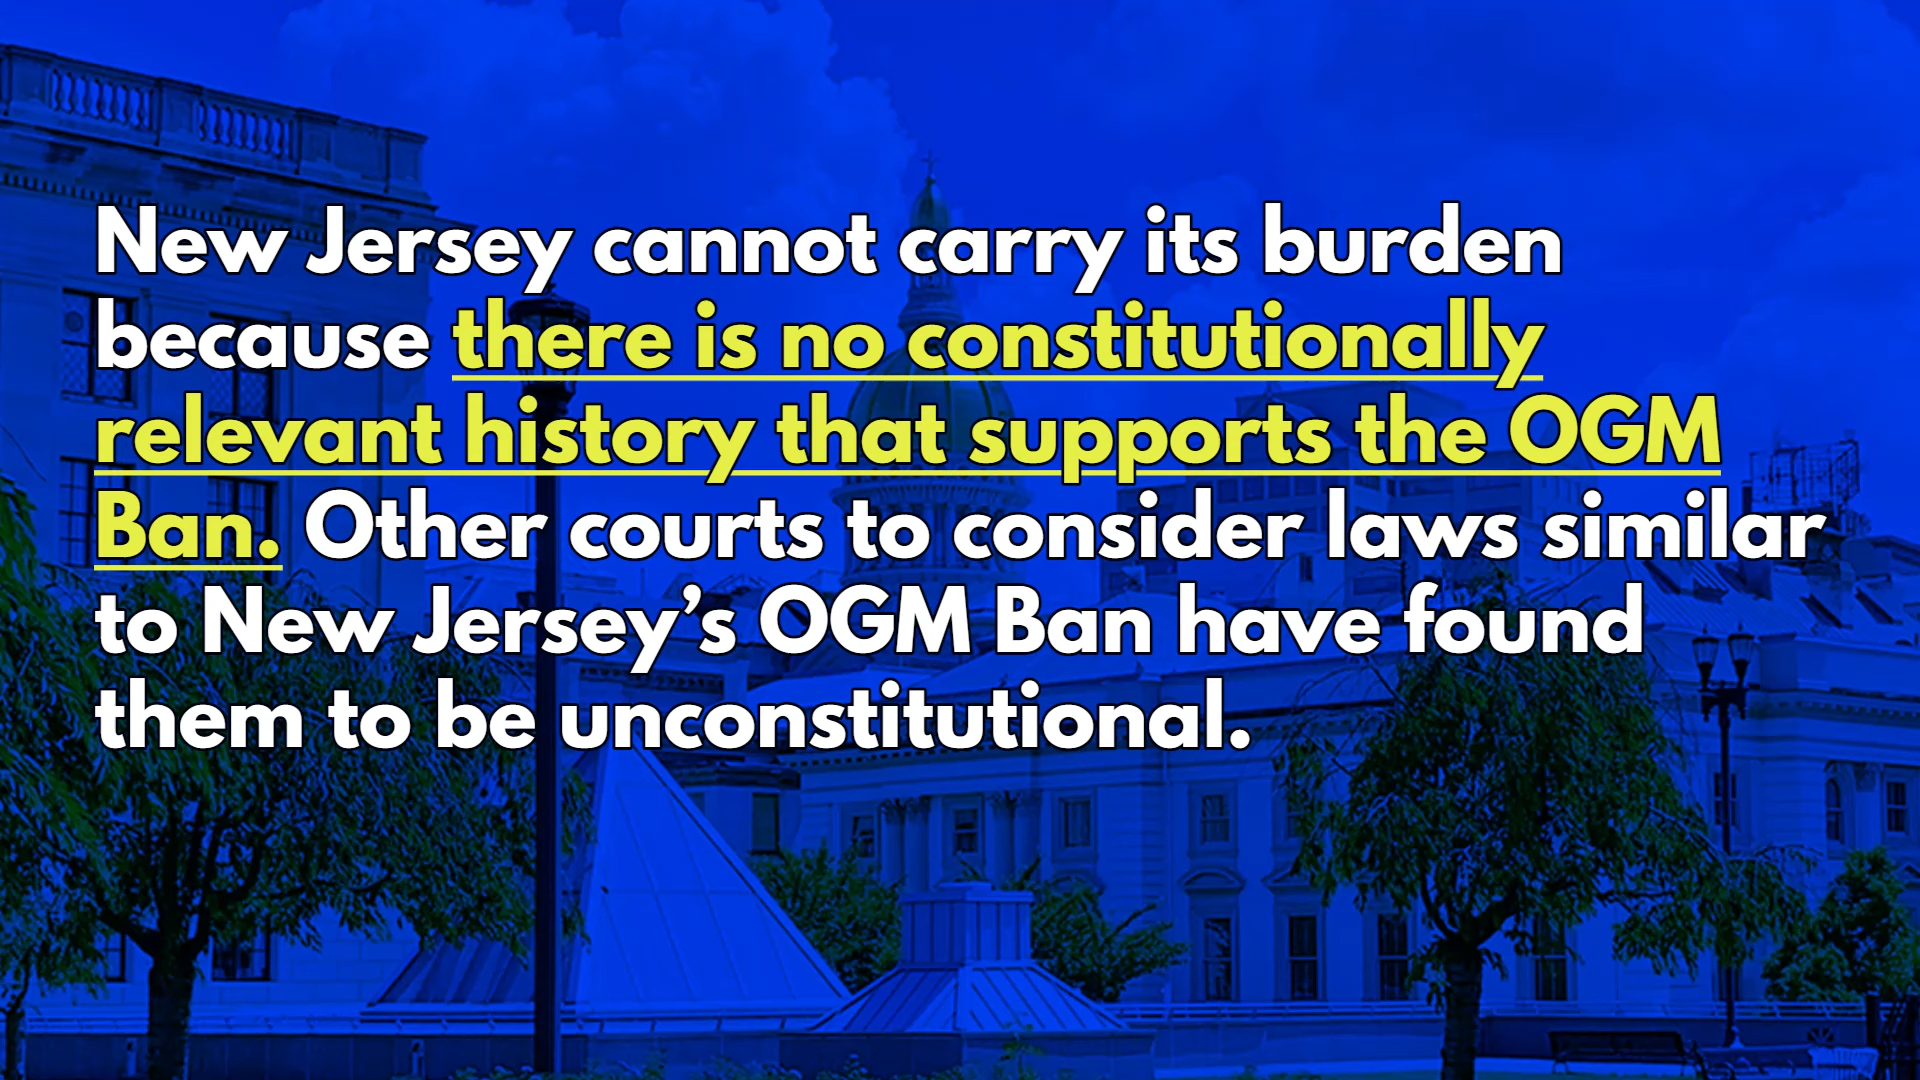 New Jersey cannot carry its burden
because there is no constitutionally
relevant history that supports the OGM
Ban. Other courts to consider laws similar
to New Jersey’s OGM Ban have found
them to be unconstitutional.